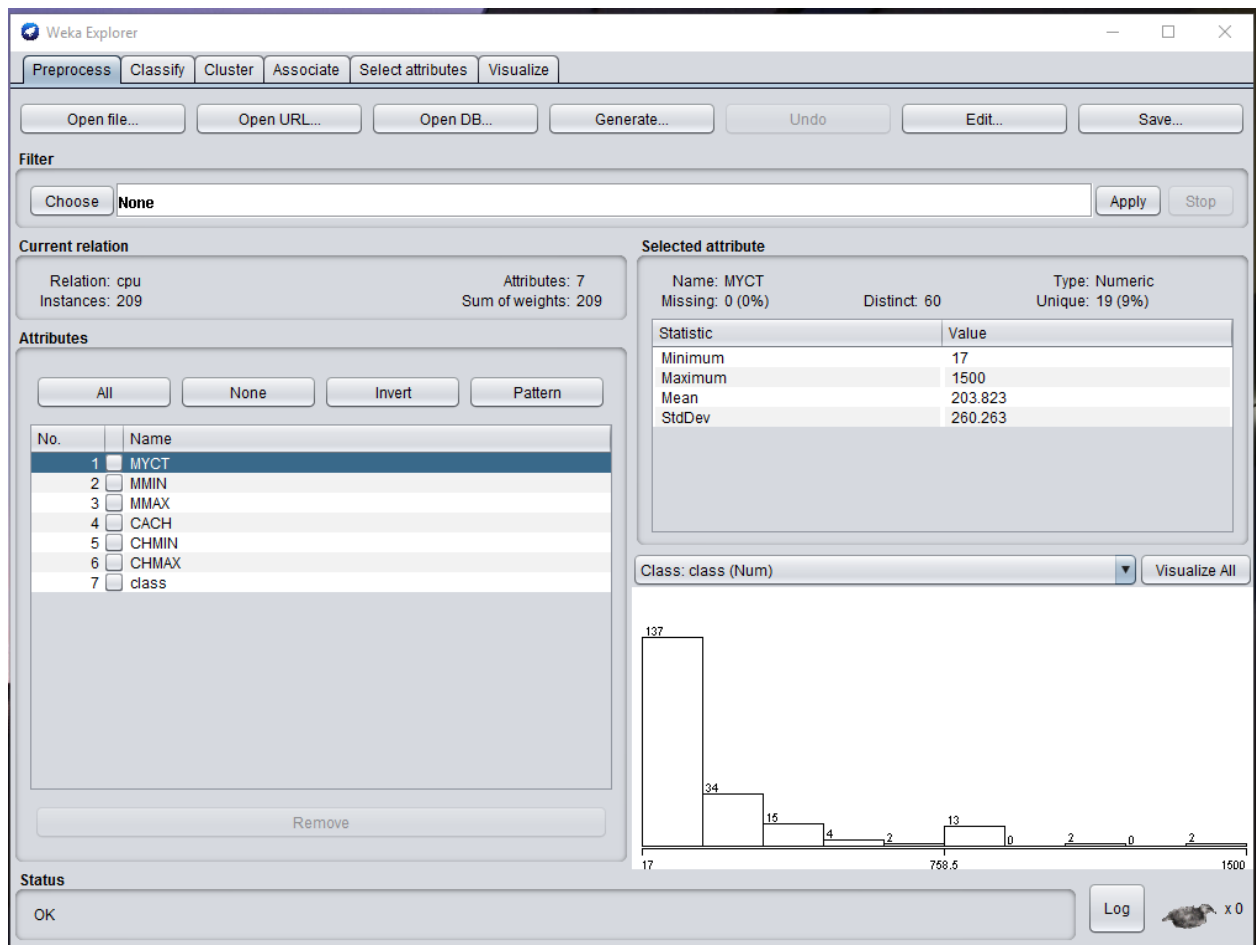 Weka Explorer
Preprocess Classify Cluster Associate Select attributes Visualize
Open file... Open URL... Open DB... Generate... Undo Edit... Save...
Filter
Choose None Apply Stop
Current relation
Relation: cpu Attributes: 7
Instances: 209 Sum of weights: 209
Attributes
All None Invert Pattern
No. Name
1 MYCT
2 MMIN
3 MMAX
4 CACH
5 CHMIN
6 CHMAX
7 class
Remove
Selected attribute
Name: MYCT Type: Numeric
Missing: 0 (0%) Distinct: 60 Unique: 19 (9%)
Statistic Value
Minimum 17
Maximum 1500
Mean 203.823
StdDev 260.263
Class: class (Num) Visualize All
137
34
15 4 2 13 0 2 0 2
17 758.5 1500
Status
OK Log x 0